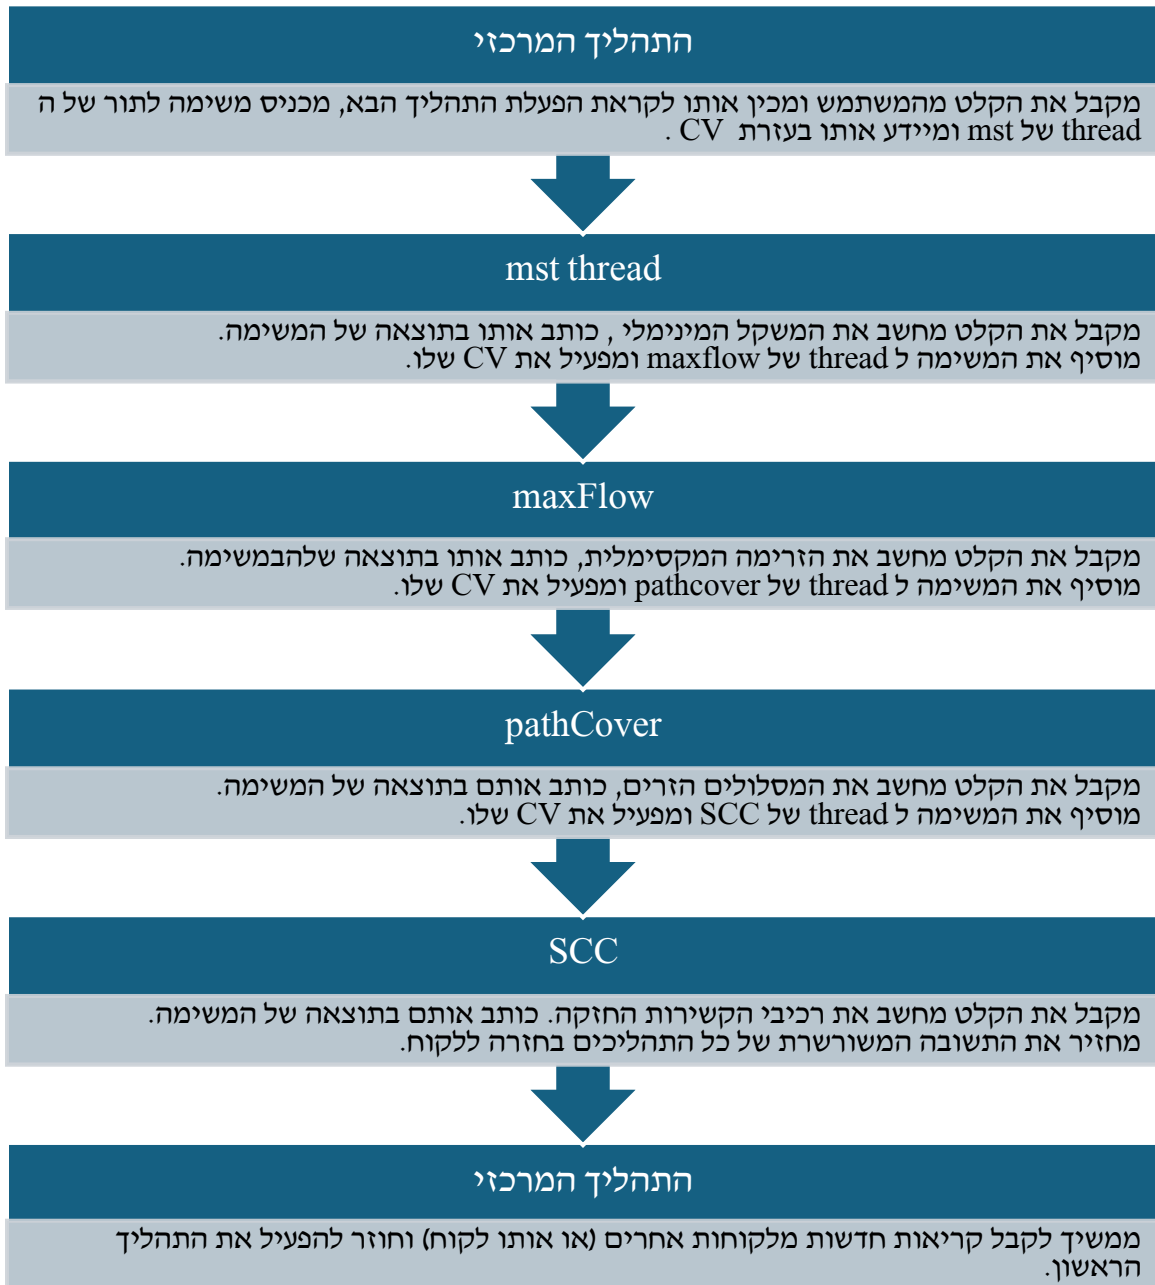 התהליך המרכזי
מקבל את הקלט מהמשתמש ומכין אותו לקראת הפעלת התהליך הבא, מכניס משימה לתור של ה
thread של mst ומיידע אותו בעזרת CV .
mst thread
מקבל את הקלט מחשב את המשקל המינימלי , כותב אותו בתוצאה של המשימה.
מוסיף את המשימה ל thread של maxflow ומפעיל את CV שלו.
maxFlow
מקבל את הקלט מחשב את הזרימה המקסימלית, כותב אותו בתוצאה שלהבמשימה.
מוסיף את המשימה ל thread של pathcover ומפעיל את CV שלו.
pathCover
מקבל את הקלט מחשב את המסלולים הזרים, כותב אותם בתוצאה של המשימה.
מוסיף את המשימה ל thread של SCC ומפעיל את CV שלו.
SCC
מקבל את הקלט מחשב את רכיבי הקשירות החזקה. כותב אותם בתוצאה של המשימה.
מחזיר את התשובה המשורשרת של כל התהליכים בחזרה ללקוח.
התהליך המרכזי
ממשיך לקבל קריאות חדשות מלקוחות אחרים (או אותו לקוח) וחוזר להפעיל את התהליך
הראשון.